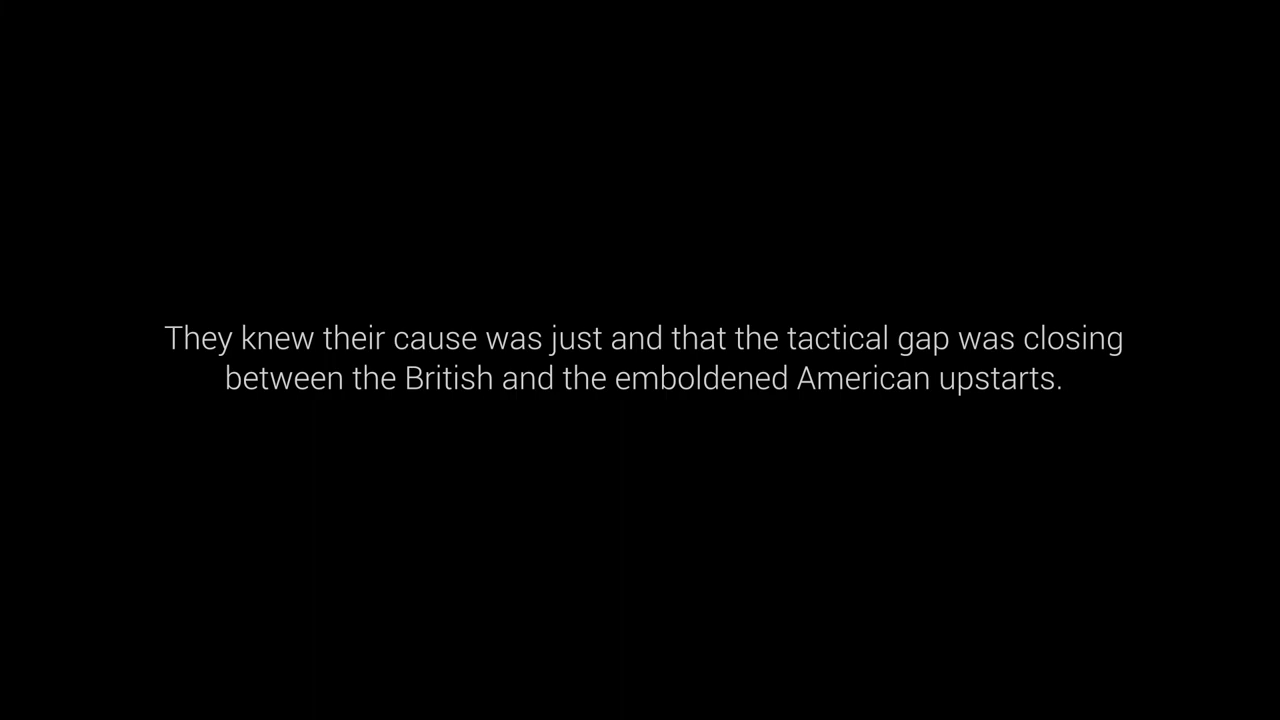 They knew their cause was just and that the tactical gap was closing
between the British and the emboldened American upstarts.